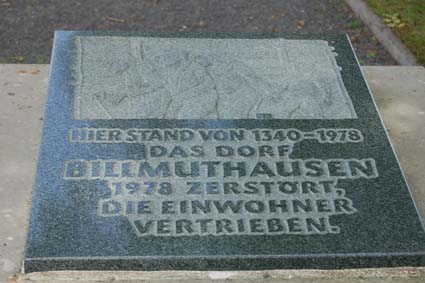 HIER STAND VON 1340-1978
DAS DORF
BILLMUTHAUSEN
1978 ZERSTÖRT,
DIE EINWOHNER
VERTRIEBEN.